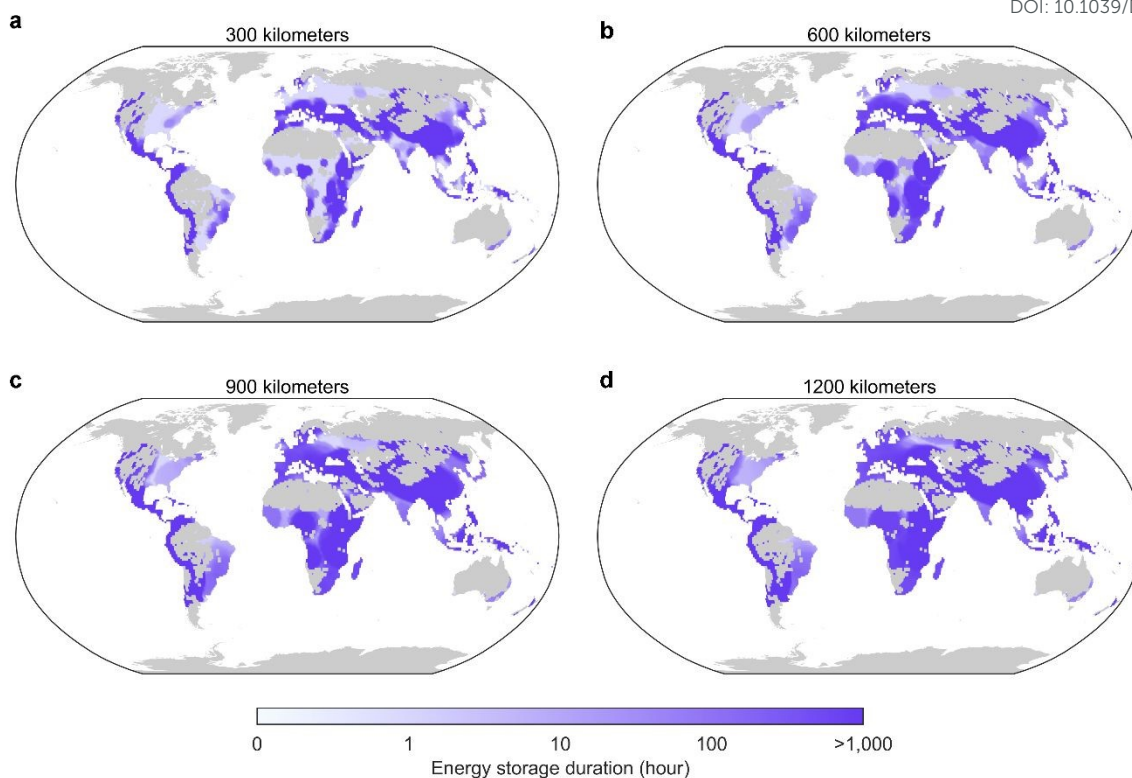 DOI: 10.1039/
a
300 kilometers
b
600 kilometers
c
900 kilometers
d
1200 kilometers
0
1
10
100
>1,000
Energy storage duration (hour)